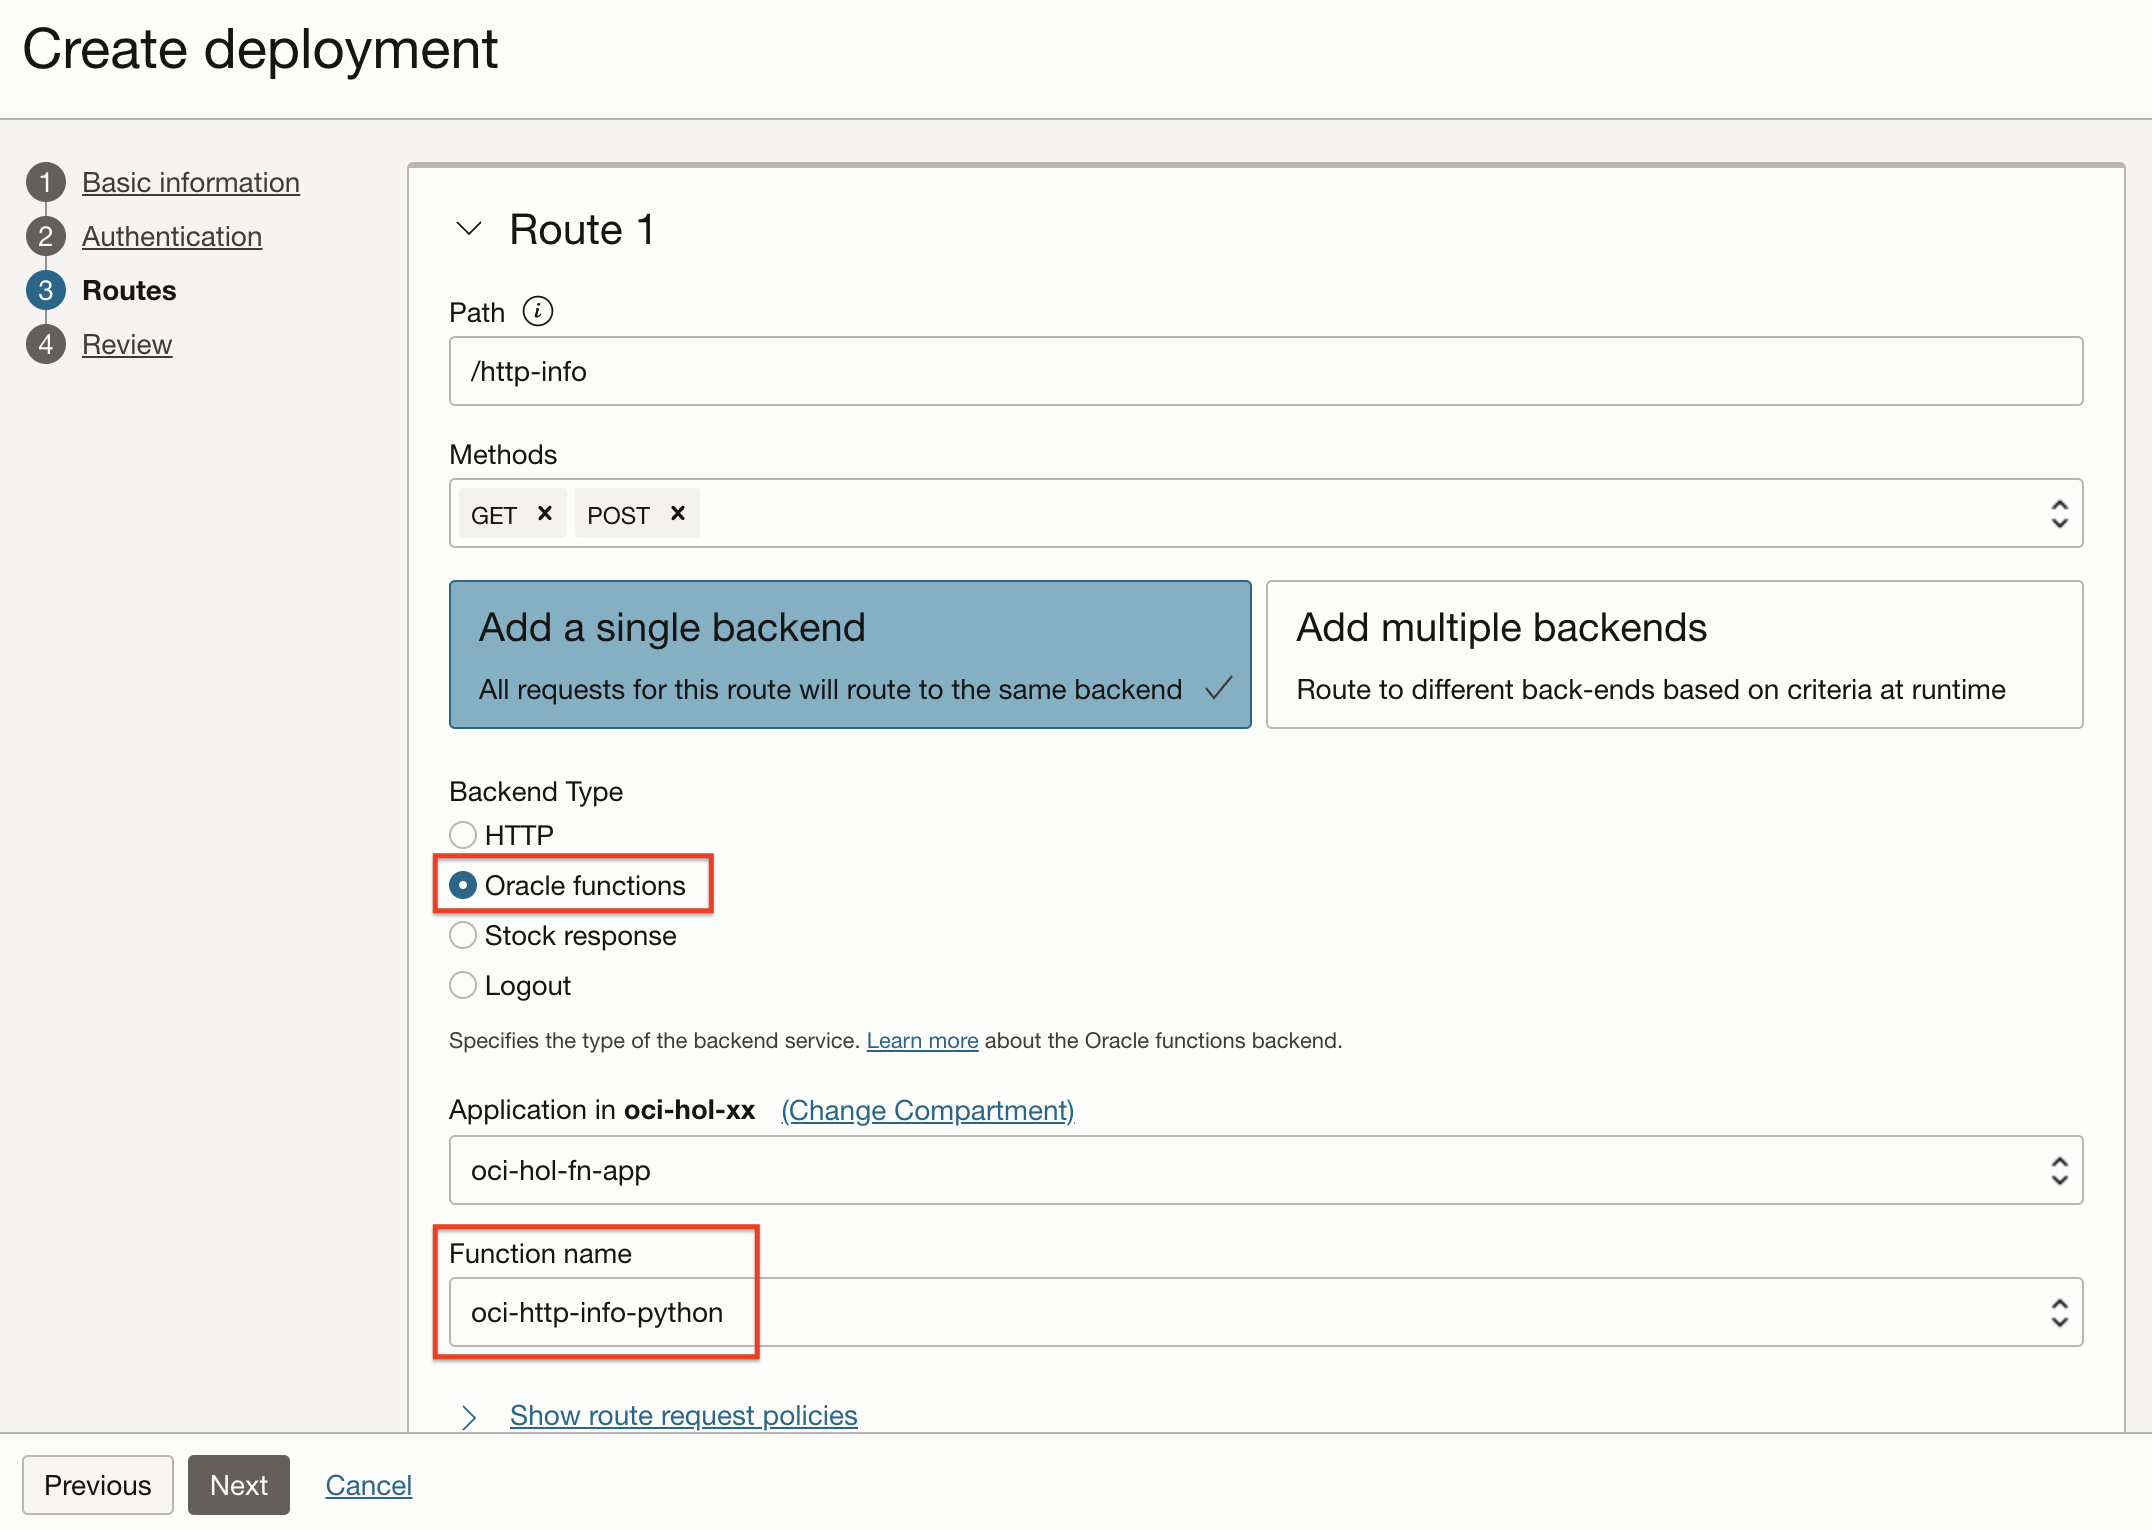 Create deployment
1 Basic information
2 Authentication
3 Routes
4 Review
Route 1
Path i
/http-info
Methods
GET × POST ×
Add a single backend
All requests for this route will route to the same backend
Add multiple backends
Route to different back-ends based on criteria at runtime
Backend Type
HTTP
Oracle functions
Stock response
Logout
Specifies the type of the backend service. Learn more about the Oracle functions backend.
Application in oci-hol-xx (Change Compartment)
oci-hol-fn-app
Function name
oci-http-info-python
Show route request policies
Previous Next Cancel